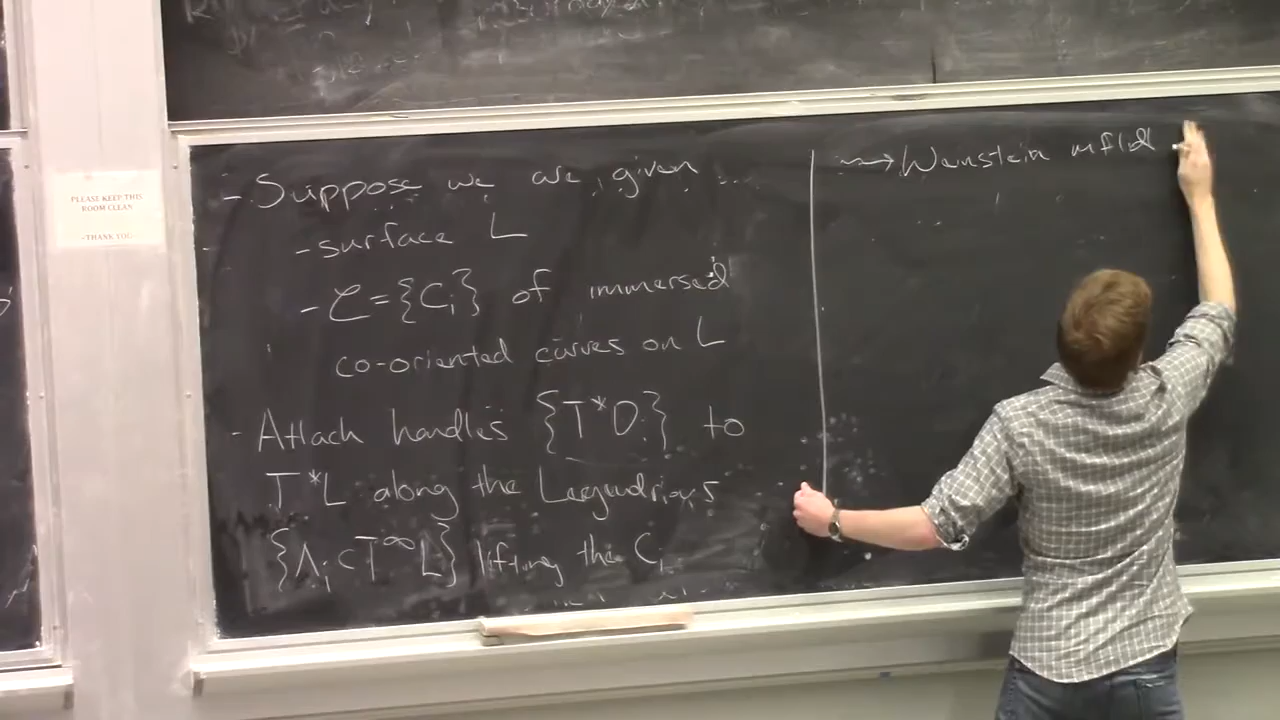 PLEASE KEEP THIS
ROOM CLEAN
-THANK YOU
- Suppose we are given ...
- surface L
- 𝒞 = {C_i} of immersed
co-oriented curves on L
- Attach handles {T*D_i} to
T*L along the Legendrians
{Λ_i ⊂ T^∞L} lifting the C_i
⇝ Weinstein mfld